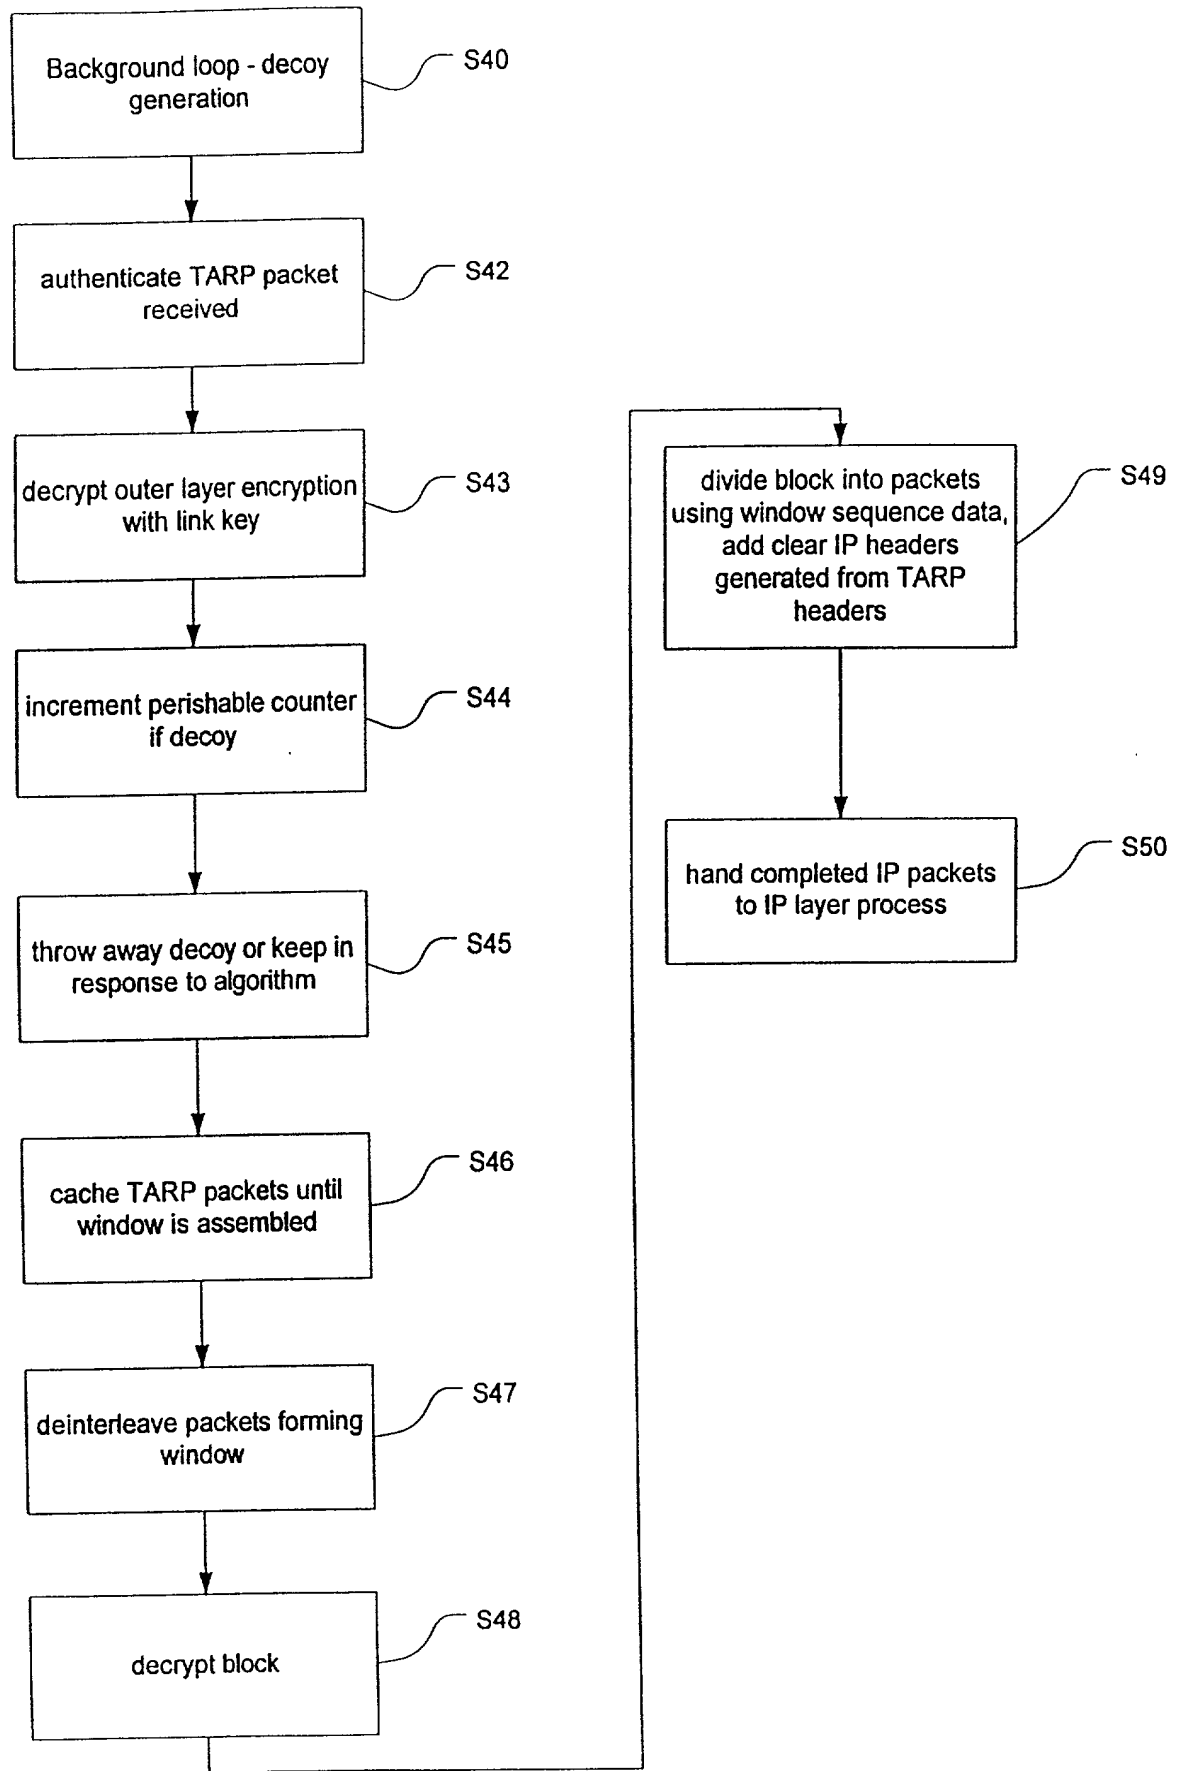 Background loop - decoy
generation
S40
authenticate TARP packet
received
S42
decrypt outer layer encryption
with link key
S43
increment perishable counter
if decoy
S44
throw away decoy or keep in
response to algorithm
S45
cache TARP packets until
window is assembled
S46
deinterleave packets forming
window
S47
decrypt block
S48
divide block into packets
using window sequence data,
add clear IP headers
generated from TARP
headers
S49
hand completed IP packets
to IP layer process
S50